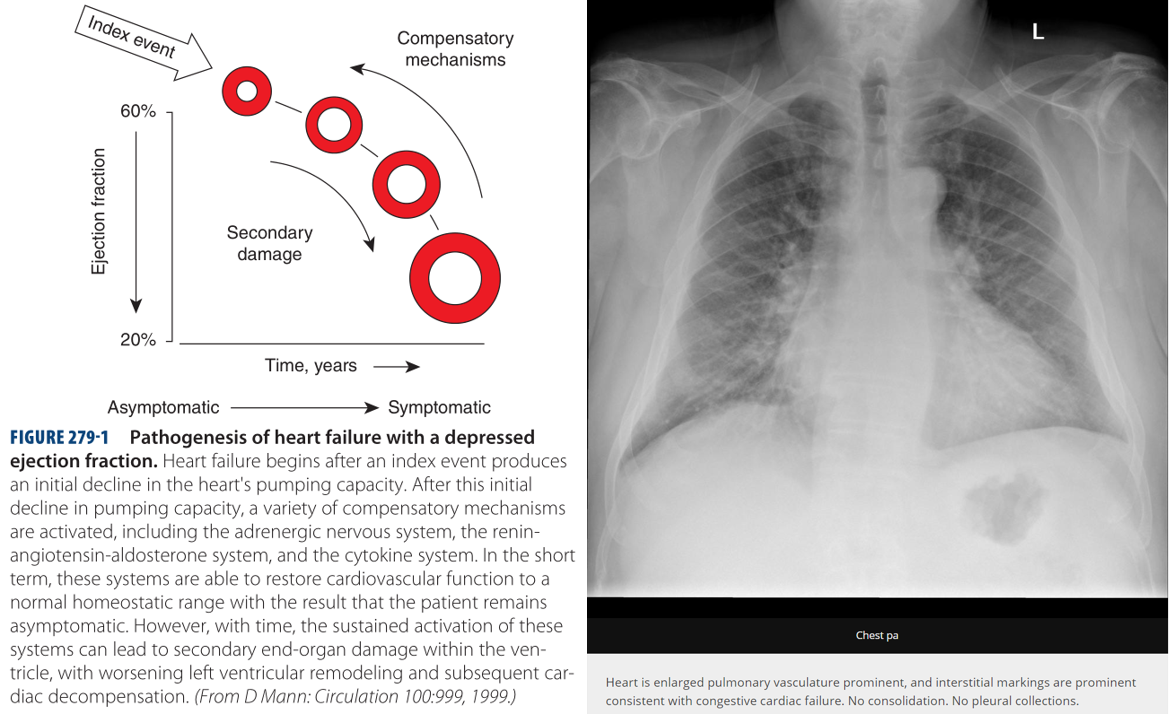 Index event
Compensatory
mechanisms
60%
Ejection fraction
Secondary
damage
20%
Time, years
Asymptomatic
Symptomatic
FIGURE 279-1 Pathogenesis of heart failure with a depressed
ejection fraction. Heart failure begins after an index event produces
an initial decline in the heart's pumping capacity. After this initial
decline in pumping capacity, a variety of compensatory mechanisms
are activated, including the adrenergic nervous system, the renin-
angiotensin-aldosterone system, and the cytokine system. In the short
term, these systems are able to restore cardiovascular function to a
normal homeostatic range with the result that the patient remains
asymptomatic. However, with time, the sustained activation of these
systems can lead to secondary end-organ damage within the ven-
tricle, with worsening left ventricular remodeling and subsequent car-
diac decompensation. (From D Mann: Circulation 100:999, 1999.)
L
Chest pa
Heart is enlarged pulmonary vasculature prominent, and interstitial markings are prominent
consistent with congestive cardiac failure. No consolidation. No pleural collections.